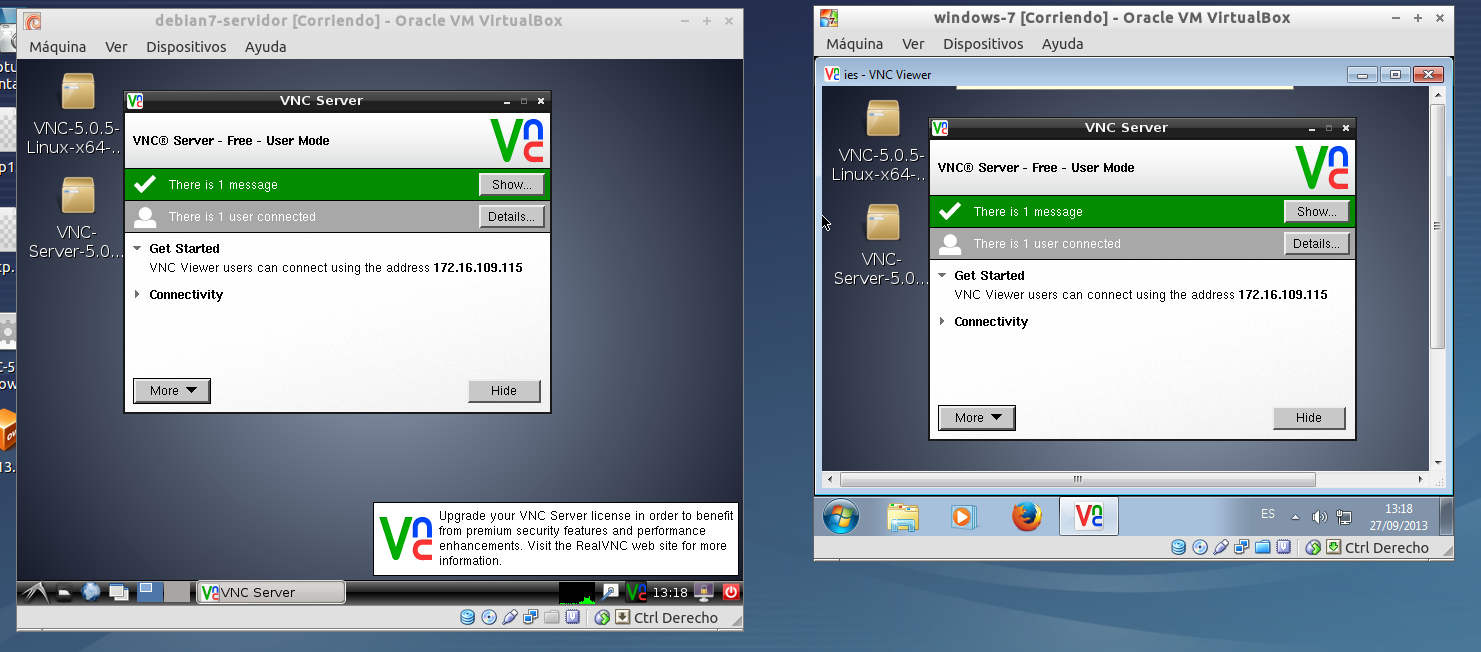 debian7-servidor [Corriendo] - Oracle VM VirtualBox
Máquina Ver Dispositivos Ayuda
VNC-5.0.5-
Linux-x64-..
VNC-
Server-5.0...
VNC Server
VNC® Server - Free - User Mode
There is 1 message
Show...
There is 1 user connected
Details...
Get Started
VNC Viewer users can connect using the address 172.16.109.115
Connectivity
More
Hide
Upgrade your VNC Server license in order to benefit
from premium security features and performance
enhancements. Visit the RealVNC web site for more
information.
VNC Server
13:18
Ctrl Derecho
windows-7 [Corriendo] - Oracle VM VirtualBox
Máquina Ver Dispositivos Ayuda
ies - VNC Viewer
VNC-5.0.5-
Linux-x64-..
VNC-
Server-5.0...
VNC Server
VNC® Server - Free - User Mode
There is 1 message
Show...
There is 1 user connected
Details...
Get Started
VNC Viewer users can connect using the address 172.16.109.115
Connectivity
More
Hide
ES
13:18
27/09/2013
Ctrl Derecho